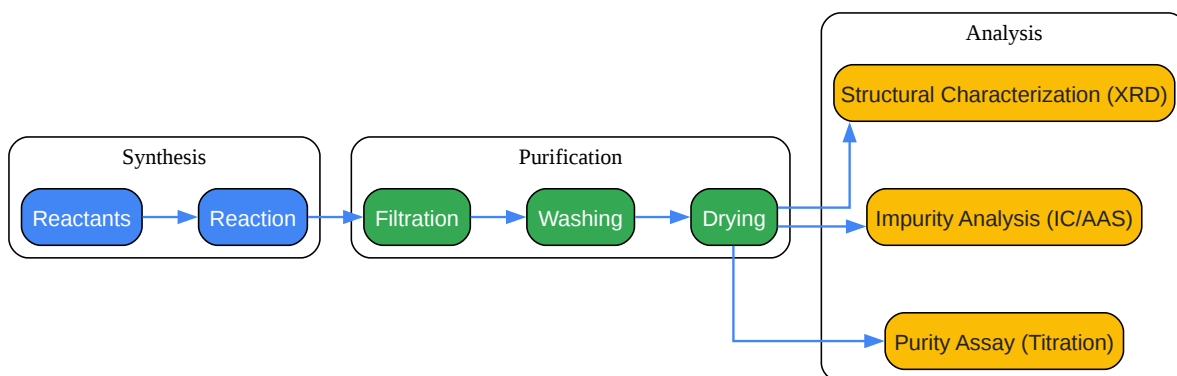 Synthesis
Reactants
Reaction
Purification
Filtration
Washing
Drying
Analysis
Structural Characterization (XRD)
Impurity Analysis (IC/AAS)
Purity Assay (Titration)